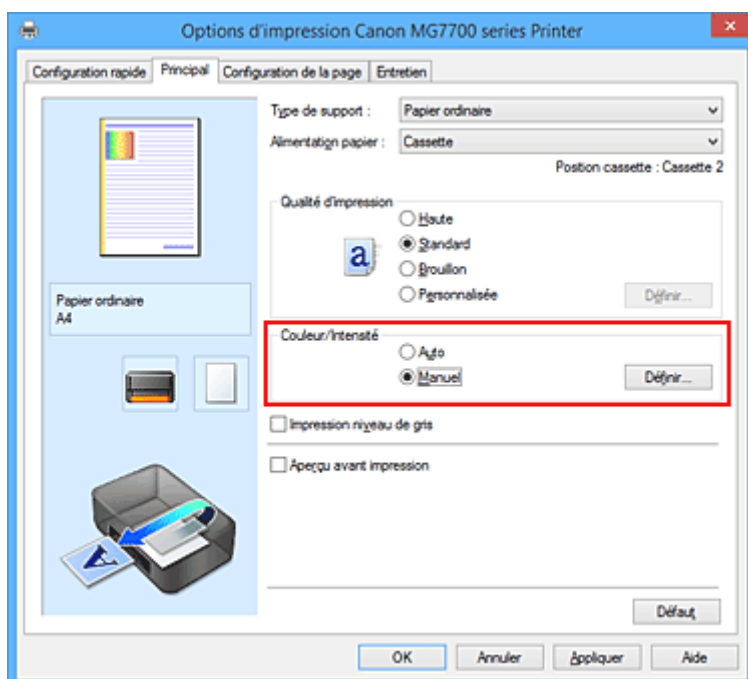 Options d'impression Canon MG7700 series Printer
Configuration rapide Principal Configuration de la page Entretien
Type de support : Papier ordinaire
Alimentation papier : Cassette
Position cassette : Cassette 2
Qualité d'impression
Haute
a Standard
Brouillon
Personnalisée Définir...
Papier ordinaire
A4
Couleur/Intensité
Auto
Manuel Définir...
Impression niveau de gris
Aperçu avant impression
A
Défaut
OK Annuler Appliquer Aide